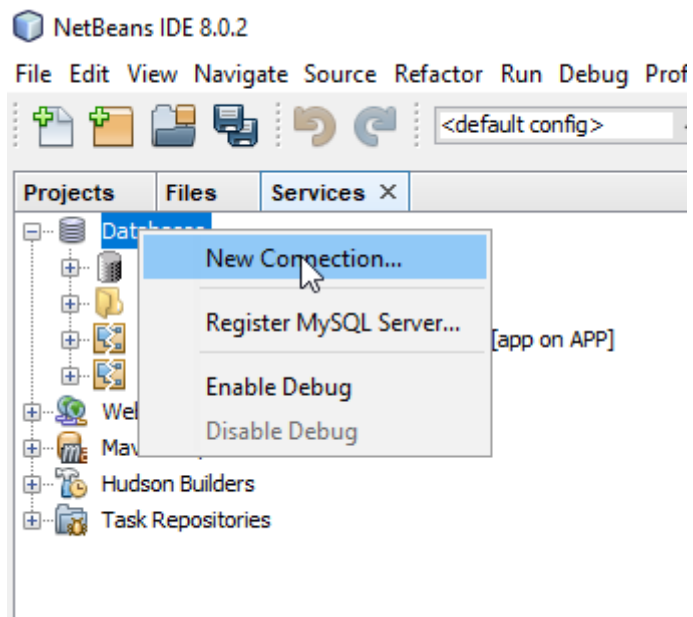 NetBeans IDE 8.0.2
File Edit View Navigate Source Refactor Run Debug
<default config>
Projects Files Services
New Connection...
Register MySQL Server...
[app on APP]
Enable Debug
Disable Debug
Hudson Builders
Task Repositories